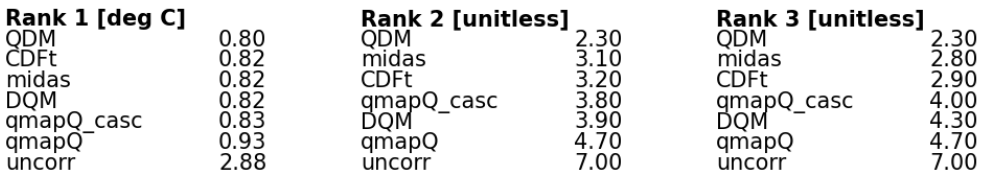 Rank 1 [deg C] Rank 2 [unitless] Rank 3 [unitless]
QDM 0.80 QDM 2.30 QDM 2.30
CDFt 0.82 midas 3.10 midas 2.80
midas 0.82 CDFt 3.20 CDFt 2.90
DQM 0.82 qmapQ_casc 3.80 qmapQ_casc 4.00
qmapQ_casc 0.83 DQM 3.90 DQM 4.30
qmapQ 0.93 qmapQ 4.70 qmapQ 4.70
uncorr 2.88 uncorr 7.00 uncorr 7.00